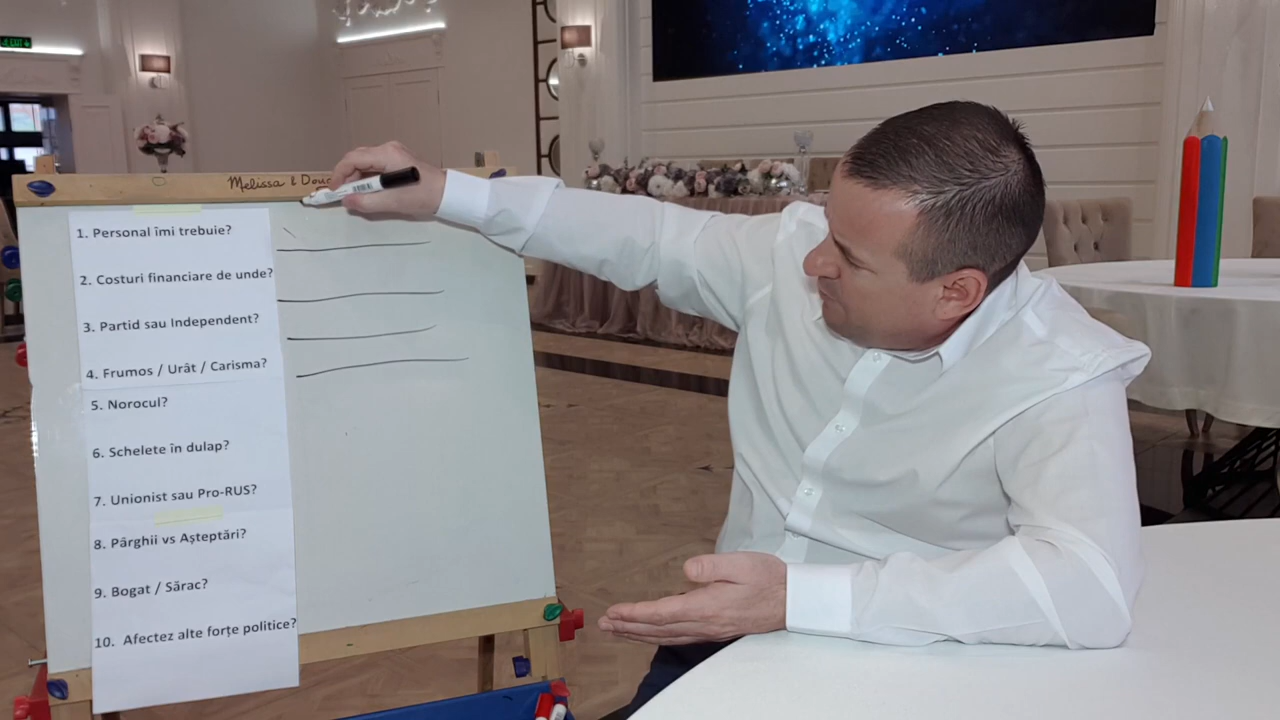 EXIT
Melissa & Doug
1. Personal îmi trebuie?
2. Costuri financiare de unde?
3. Partid sau Independent?
4. Frumos / Urât / Carisma?
5. Norocul?
6. Schelete în dulap?
7. Unionist sau Pro-RUS?
8. Pârghii vs Așteptări?
9. Bogat / Sărac?
10. Afectez alte forțe politice?